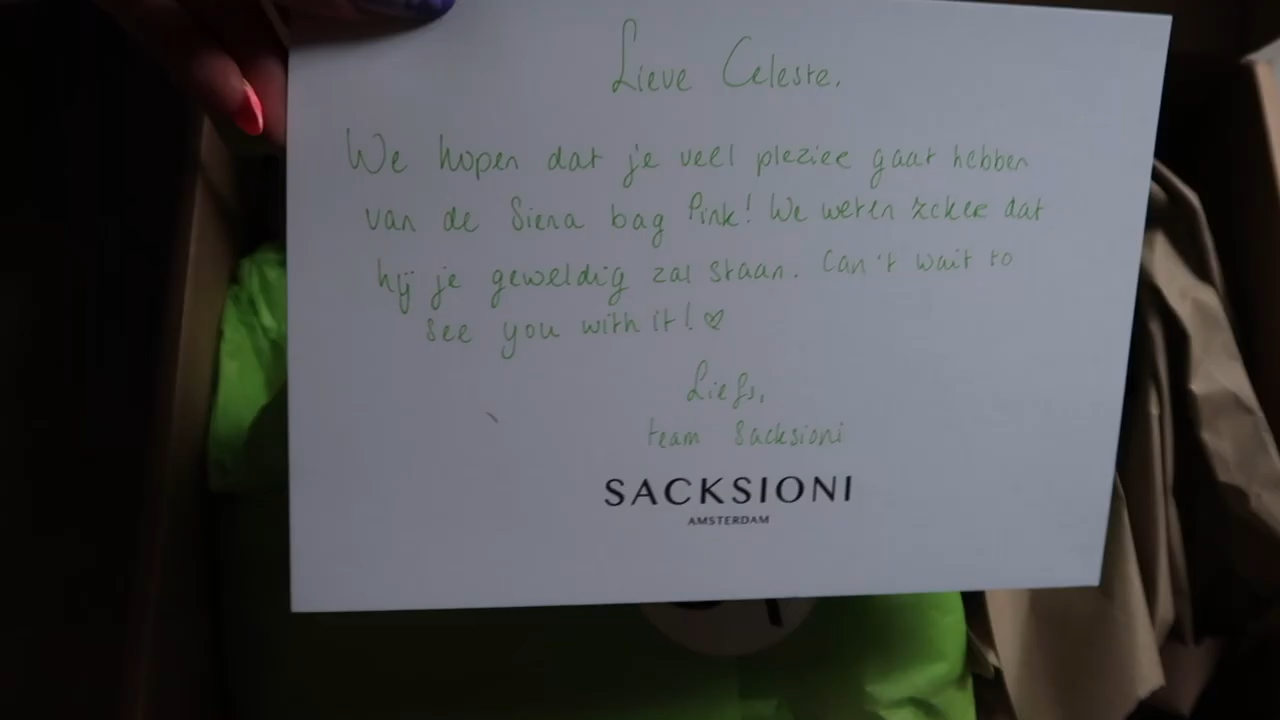 Lieve Celeste,
We hopen dat je veel plezier gaat hebben
van de Siena bag Pink! We weten zeker dat
hij je geweldig zal staan. Can't wait to
see you with it! ♡
Liefs,
team Sacksioni
SACKSIONI
AMSTERDAM